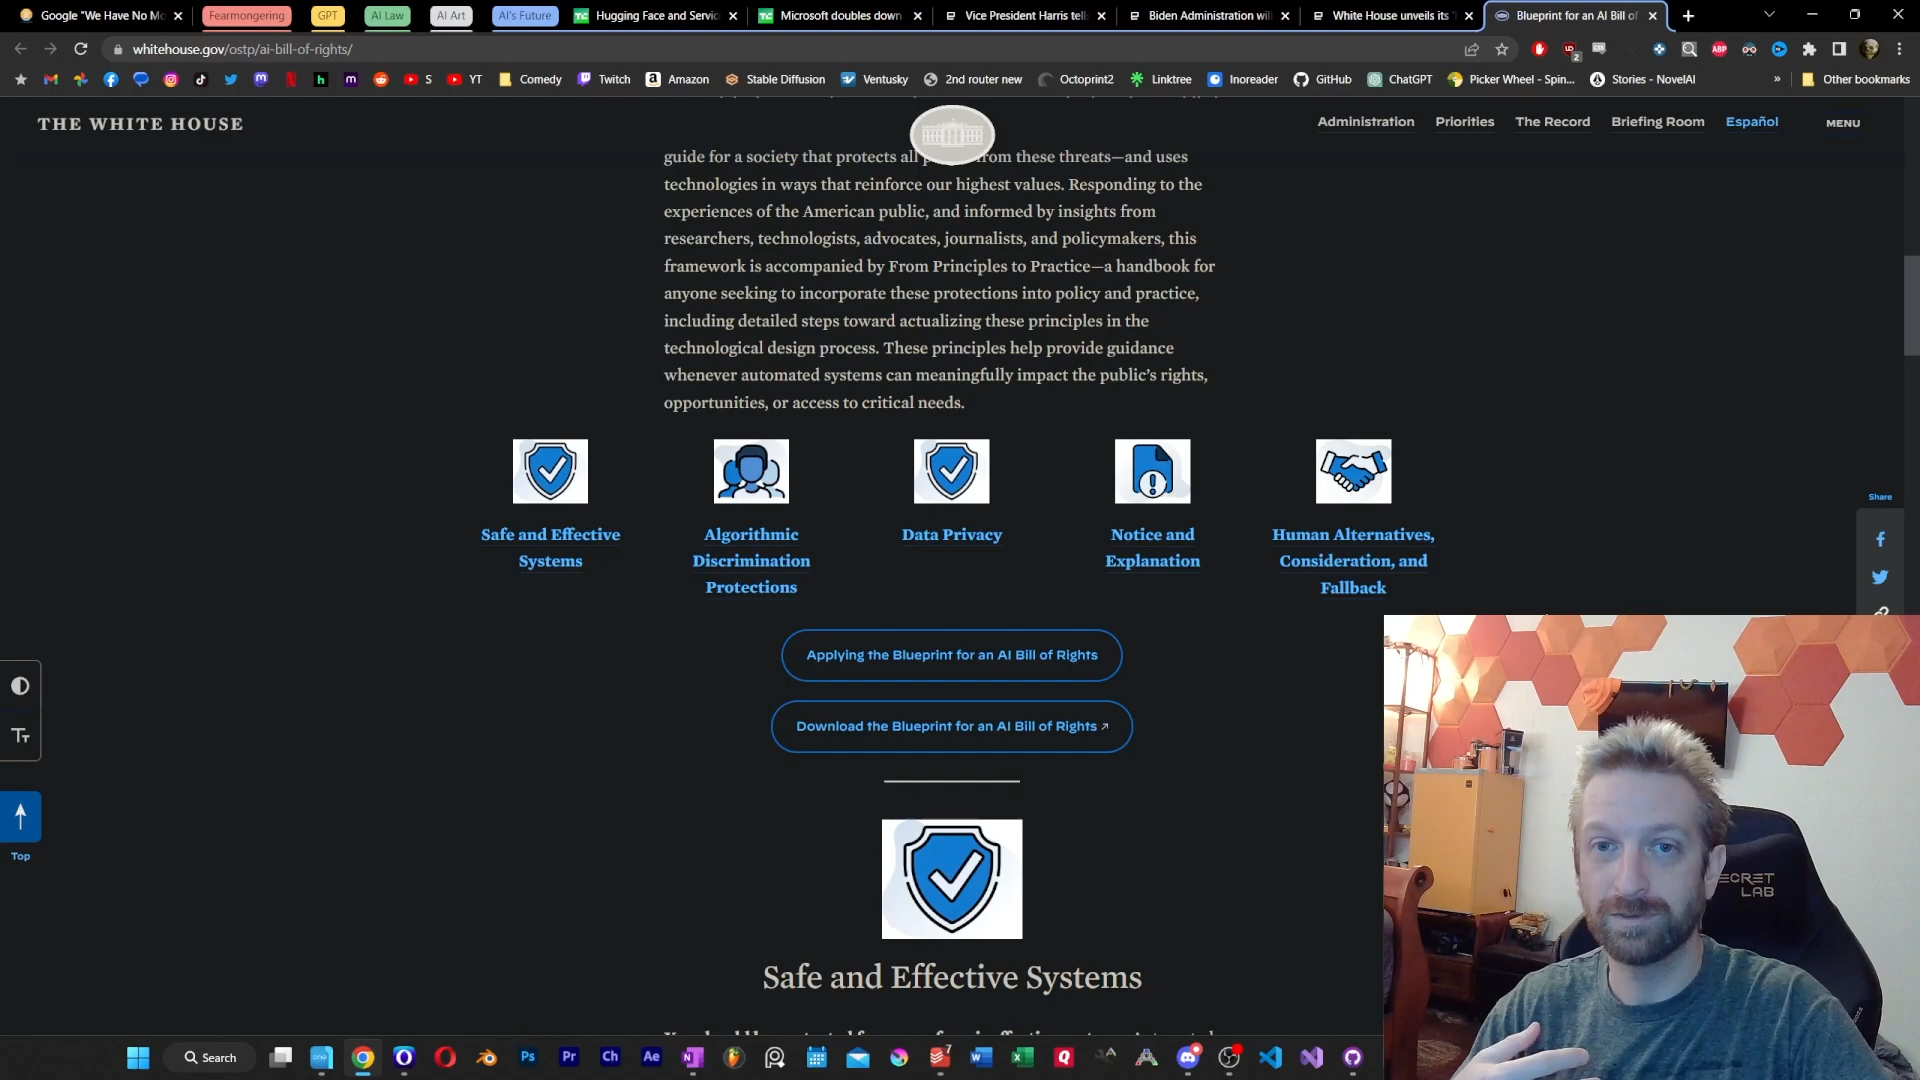 Google "We Have No Mo
Fearmongering
GPT
AI Law
AI Art
AI's Future
Hugging Face and Servic
Microsoft doubles down
Vice President Harris tell
Biden Administration will
White House unveils its '
Blueprint for an AI Bill of
whitehouse.gov/ostp/ai-bill-of-rights/
S
YT
Comedy
Twitch
Amazon
Stable Diffusion
Ventusky
2nd router new
Octoprint2
Linktree
Inoreader
GitHub
ChatGPT
Picker Wheel - Spin...
Stories - NovelAI
»
Other bookmarks
THE WHITE HOUSE
Administration
Priorities
The Record
Briefing Room
Español
MENU
guide for a society that protects all from these threats—and uses
technologies in ways that reinforce our highest values. Responding to the
experiences of the American public, and informed by insights from
researchers, technologists, advocates, journalists, and policymakers, this
framework is accompanied by From Principles to Practice—a handbook for
anyone seeking to incorporate these protections into policy and practice,
including detailed steps toward actualizing these principles in the
technological design process. These principles help provide guidance
whenever automated systems can meaningfully impact the public's rights,
opportunities, or access to critical needs.
Safe and Effective
Systems
Algorithmic
Discrimination
Protections
Data Privacy
Notice and
Explanation
Human Alternatives,
Consideration, and
Fallback
Share
Applying the Blueprint for an AI Bill of Rights
Download the Blueprint for an AI Bill of Rights
Top
Safe and Effective Systems
SECRET
LAB
Search